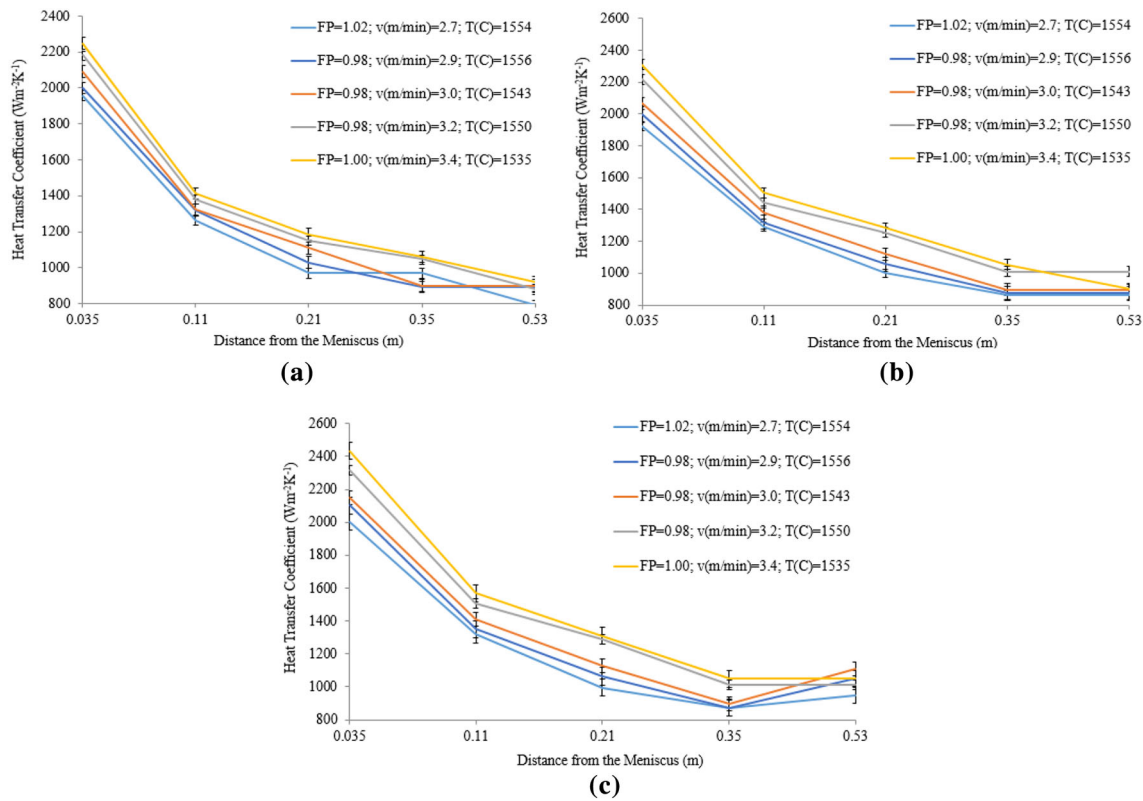 2400
2200
2000
1800
1600
1400
1200
1000
800
Heat Transfer Coefficient (Wm⁻²K⁻¹)
FP=1.02; v(m/min)=2.7; T(C)=1554
FP=0.98; v(m/min)=2.9; T(C)=1556
FP=0.98; v(m/min)=3.0; T(C)=1543
FP=0.98; v(m/min)=3.2; T(C)=1550
FP=1.00; v(m/min)=3.4; T(C)=1535
0.035 0.11 0.21 0.35 0.53
Distance from the Meniscus (m)
(a)
2600
2400
2200
2000
1800
1600
1400
1200
1000
800
Heat Transfer Coefficient (Wm⁻²K⁻¹)
FP=1.02; v(m/min)=2.7; T(C)=1554
FP=0.98; v(m/min)=2.9; T(C)=1556
FP=0.98; v(m/min)=3.0; T(C)=1543
FP=0.98; v(m/min)=3.2; T(C)=1550
FP=1.00; v(m/min)=3.4; T(C)=1535
0.035 0.11 0.21 0.35 0.53
Distance from the Meniscus (m)
(b)
2600
2400
2200
2000
1800
1600
1400
1200
1000
800
Heat Transfer Coefficient (Wm⁻²K⁻¹)
FP=1.02; v(m/min)=2.7; T(C)=1554
FP=0.98; v(m/min)=2.9; T(C)=1556
FP=0.98; v(m/min)=3.0; T(C)=1543
FP=0.98; v(m/min)=3.2; T(C)=1550
FP=1.00; v(m/min)=3.4; T(C)=1535
0.035 0.11 0.21 0.35 0.53
Distance from the Meniscus (m)
(c)